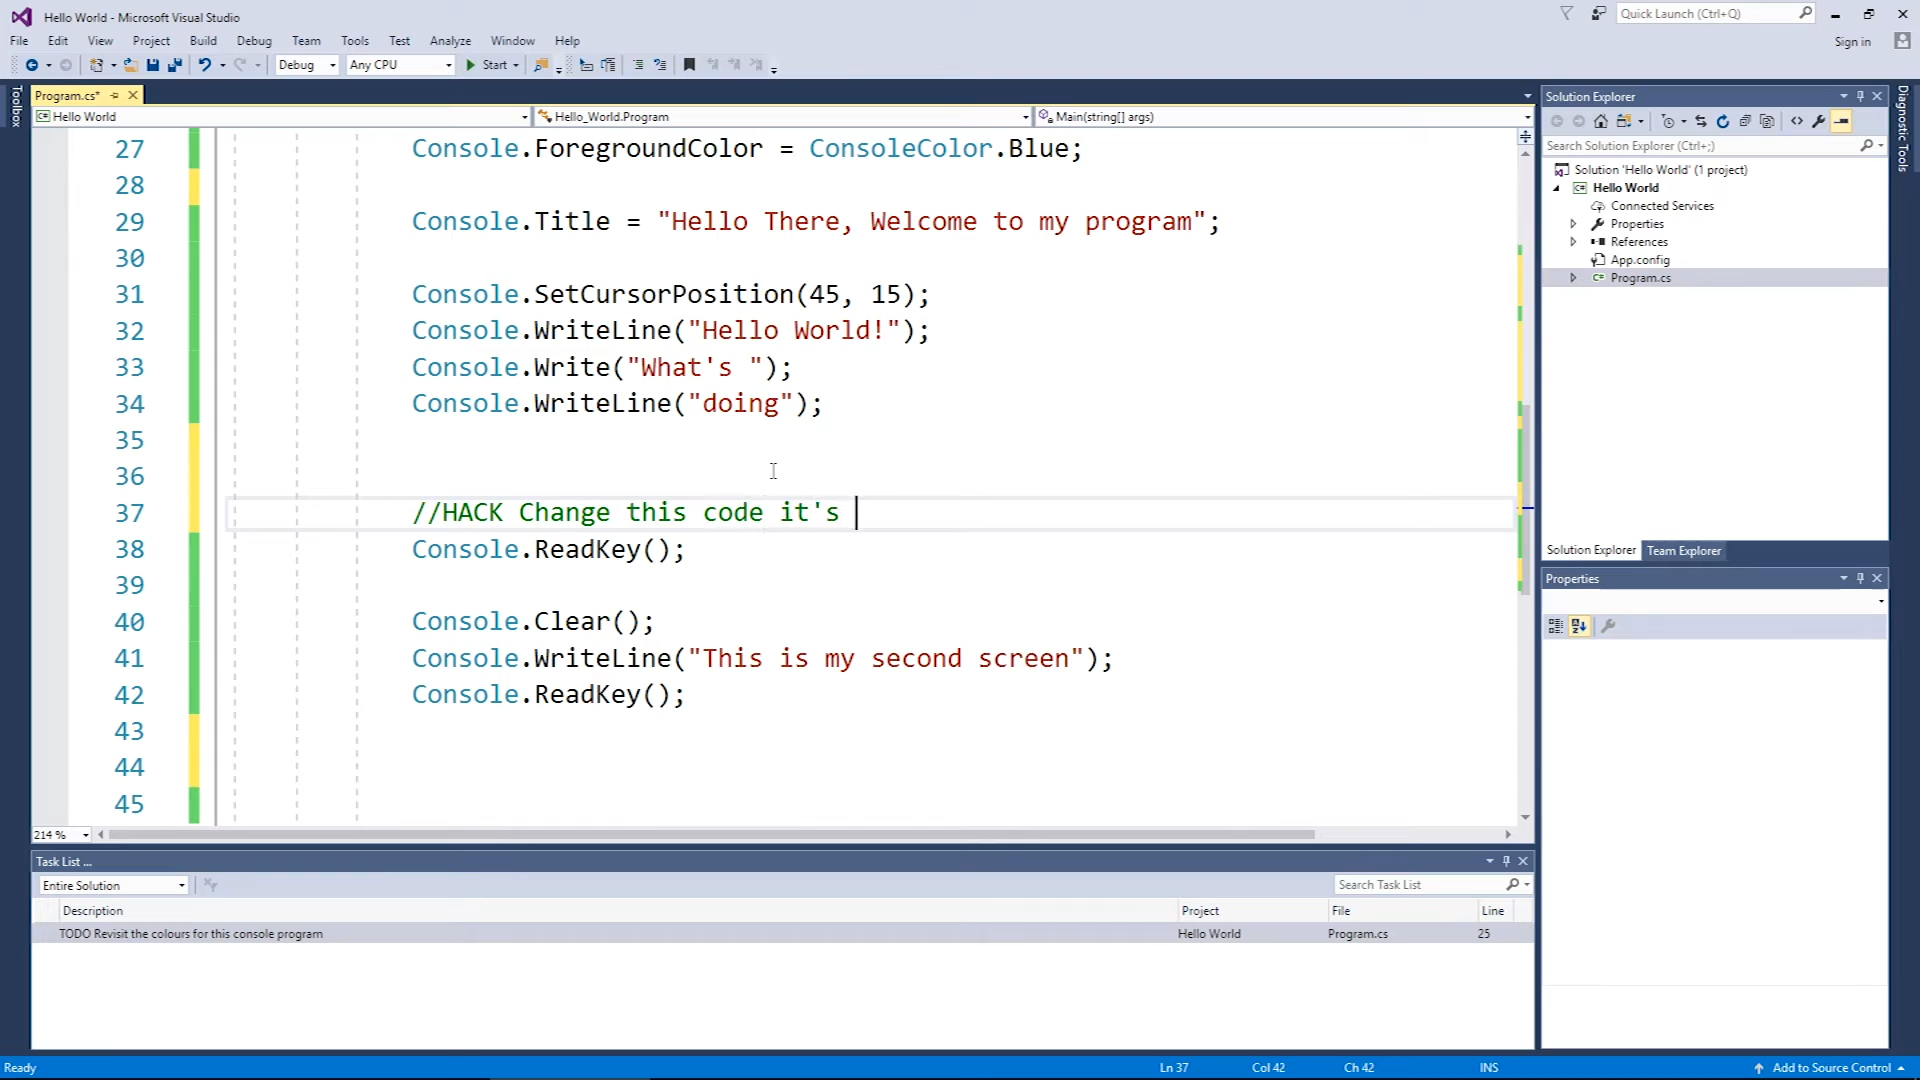 Hello World - Microsoft Visual Studio
Quick Launch (Ctrl+Q)
File Edit View Project Build Debug Team Tools Test Analyze Window Help
Sign in
Debug Any CPU Start
Toolbox
Program.cs*
Hello World Hello_World.Program Main(string[] args)
27 Console.ForegroundColor = ConsoleColor.Blue;
28
29 Console.Title = "Hello There, Welcome to my program";
30
31 Console.SetCursorPosition(45, 15);
32 Console.WriteLine("Hello World!");
33 Console.Write("What's ");
34 Console.WriteLine("doing");
35
36
37 //HACK Change this code it's
38 Console.ReadKey();
39
40 Console.Clear();
41 Console.WriteLine("This is my second screen");
42 Console.ReadKey();
43
44
45
214 %
Solution Explorer
Search Solution Explorer (Ctrl+;)
Solution 'Hello World' (1 project)
Hello World
Connected Services
Properties
References
App.config
Program.cs
Solution Explorer Team Explorer
Properties
Diagnostic Tools
Task List ...
Entire Solution
Search Task List
Description Project File Line
TODO Revisit the colours for this console program Hello World Program.cs 25
Ready Ln 37 Col 42 Ch 42 INS Add to Source Control